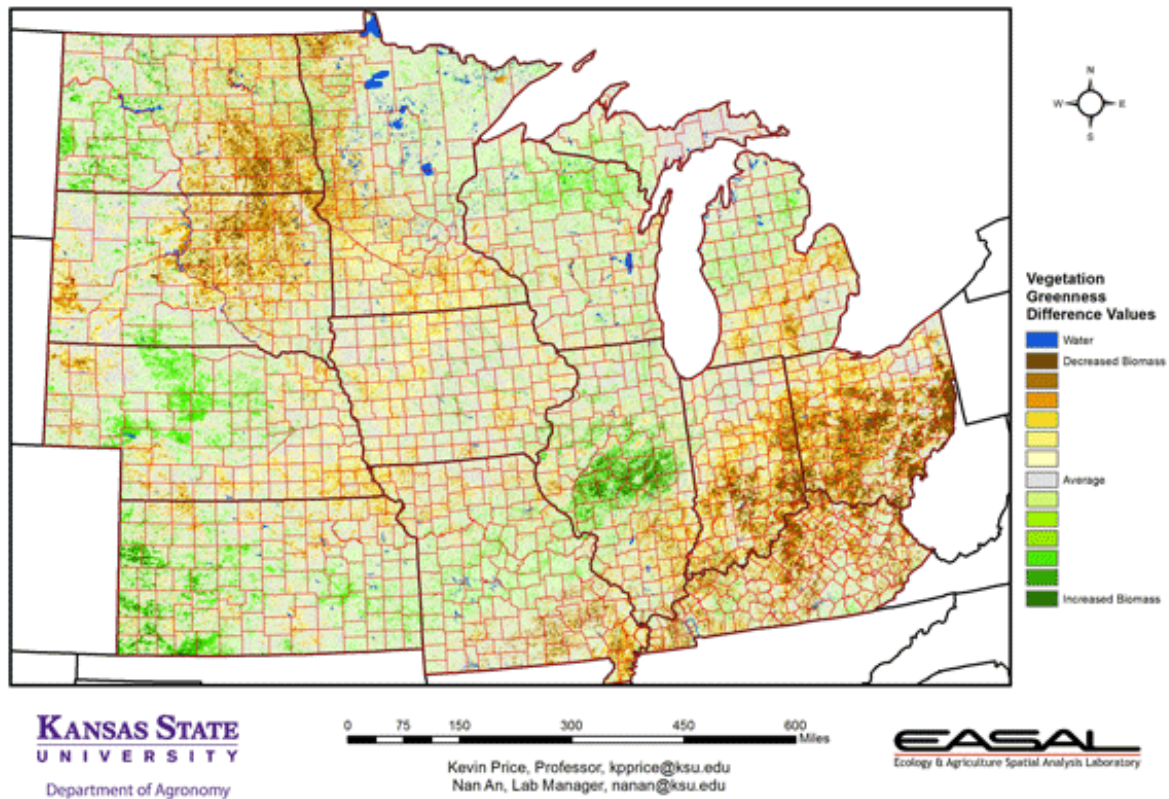 N
W
E
S
Vegetation
Greenness
Difference Values
Water
Decreased Biomass
Average
Increased Biomass
KANSAS STATE
UNIVERSITY
Department of Agronomy
0 75 150 300 450 600
Miles
Kevin Price, Professor, kpprice@ksu.edu
Nan An, Lab Manager, nanan@ksu.edu
EASAL
Ecology & Agriculture Spatial Analysis Laboratory